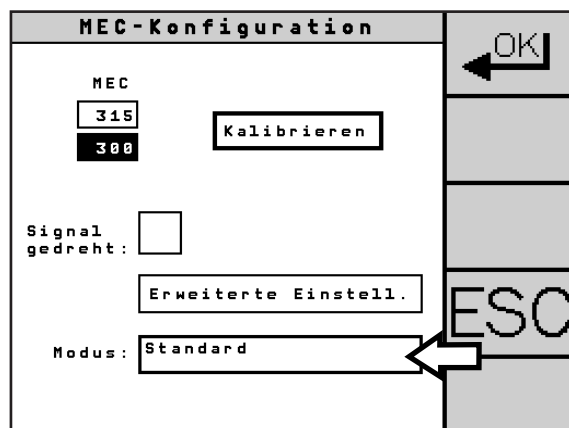 MEC-Konfiguration
OK
MEC
315
300
Kalibrieren
Signal
gedreht:
Erweiterte Einstell.
ESC
Modus:
Standard